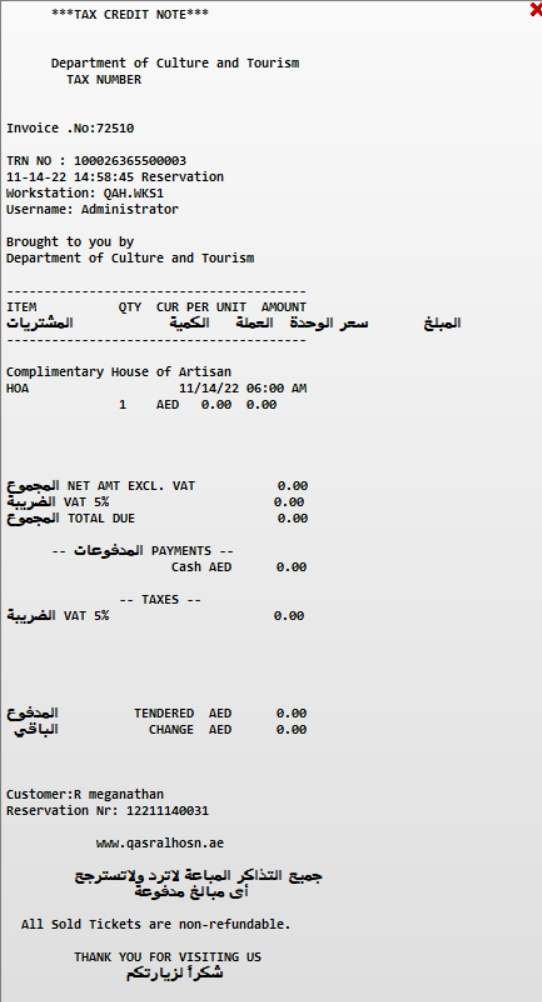 ***TAX CREDIT NOTE***
Department of Culture and Tourism
TAX NUMBER
Invoice .No:72510
TRN NO : 100026365500003
11-14-22 14:58:45 Reservation
Workstation: QAH.WKS1
Username: Administrator
Brought to you by
Department of Culture and Tourism
----------------------------------------
ITEM QTY CUR PER UNIT AMOUNT
المشتريات الكمية العملة سعر الوحدة المبلغ
----------------------------------------
Complimentary House of Artisan
HOA 11/14/22 06:00 AM
1 AED 0.00 0.00
المجموع NET AMT EXCL. VAT 0.00
الضريبة VAT 5% 0.00
المجموع TOTAL DUE 0.00
-- المدفوعات PAYMENTS --
Cash AED 0.00
-- TAXES --
الضريبة VAT 5% 0.00
المدفوع TENDERED AED 0.00
الباقي CHANGE AED 0.00
Customer:R meganathan
Reservation Nr: 12211140031
www.qasralhosn.ae
جميع التذاكر المباعة لاترد ولاتسترجع
أى مبالغ مدفوعة
All Sold Tickets are non-refundable.
THANK YOU FOR VISITING US
شكرأ لزيارتكم